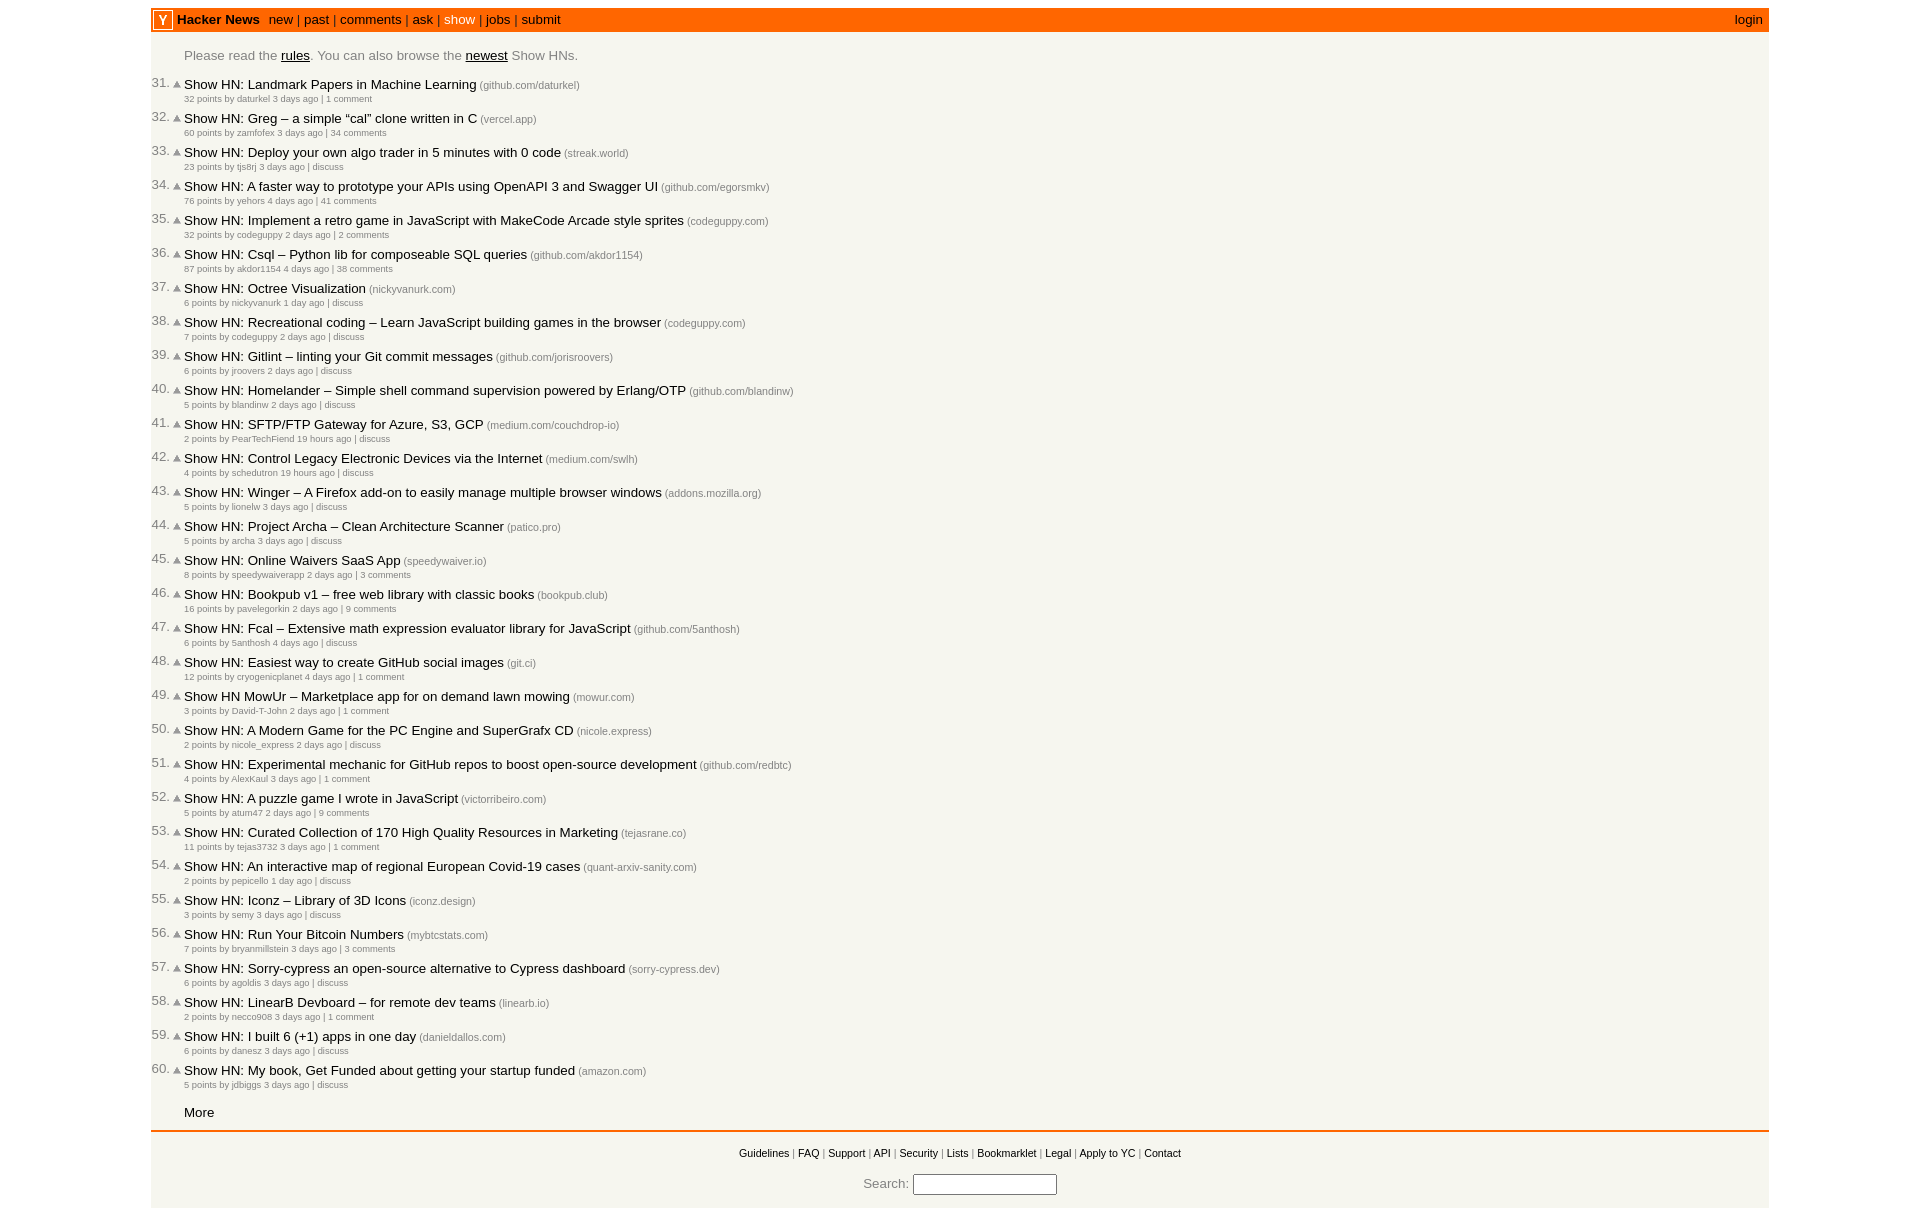 Y Hacker News new | past | comments | ask | show | jobs | submit login
Please read the rules. You can also browse the newest Show HNs.
31. Show HN: Landmark Papers in Machine Learning (github.com/daturkel)
32 points by daturkel 3 days ago | 1 comment
32. Show HN: Greg – a simple “cal” clone written in C (vercel.app)
60 points by zamfofex 3 days ago | 34 comments
33. Show HN: Deploy your own algo trader in 5 minutes with 0 code (streak.world)
23 points by tjs8rj 3 days ago | discuss
34. Show HN: A faster way to prototype your APIs using OpenAPI 3 and Swagger UI (github.com/egorsmkv)
76 points by yehors 4 days ago | 41 comments
35. Show HN: Implement a retro game in JavaScript with MakeCode Arcade style sprites (codeguppy.com)
32 points by codeguppy 2 days ago | 2 comments
36. Show HN: Csql – Python lib for composeable SQL queries (github.com/akdor1154)
87 points by akdor1154 4 days ago | 38 comments
37. Show HN: Octree Visualization (nickyvanurk.com)
6 points by nickyvanurk 1 day ago | discuss
38. Show HN: Recreational coding – Learn JavaScript building games in the browser (codeguppy.com)
7 points by codeguppy 2 days ago | discuss
39. Show HN: Gitlint – linting your Git commit messages (github.com/jorisroovers)
6 points by jroovers 2 days ago | discuss
40. Show HN: Homelander – Simple shell command supervision powered by Erlang/OTP (github.com/blandinw)
5 points by blandinw 2 days ago | discuss
41. Show HN: SFTP/FTP Gateway for Azure, S3, GCP (medium.com/couchdrop-io)
2 points by PearTechFiend 19 hours ago | discuss
42. Show HN: Control Legacy Electronic Devices via the Internet (medium.com/swlh)
4 points by schedutron 19 hours ago | discuss
43. Show HN: Winger – A Firefox add-on to easily manage multiple browser windows (addons.mozilla.org)
5 points by lionelw 3 days ago | discuss
44. Show HN: Project Archa – Clean Architecture Scanner (patico.pro)
5 points by archa 3 days ago | discuss
45. Show HN: Online Waivers SaaS App (speedywaiver.io)
8 points by speedywaiverapp 2 days ago | 3 comments
46. Show HN: Bookpub v1 – free web library with classic books (bookpub.club)
16 points by pavelegorkin 2 days ago | 9 comments
47. Show HN: Fcal – Extensive math expression evaluator library for JavaScript (github.com/5anthosh)
6 points by 5anthosh 4 days ago | discuss
48. Show HN: Easiest way to create GitHub social images (git.ci)
12 points by cryogenicplanet 4 days ago | 1 comment
49. Show HN MowUr – Marketplace app for on demand lawn mowing (mowur.com)
3 points by David-T-John 2 days ago | 1 comment
50. Show HN: A Modern Game for the PC Engine and SuperGrafx CD (nicole.express)
2 points by nicole_express 2 days ago | discuss
51. Show HN: Experimental mechanic for GitHub repos to boost open-source development (github.com/redbtc)
4 points by AlexKaul 3 days ago | 1 comment
52. Show HN: A puzzle game I wrote in JavaScript (victorribeiro.com)
5 points by atum47 2 days ago | 9 comments
53. Show HN: Curated Collection of 170 High Quality Resources in Marketing (tejasrane.co)
11 points by tejas3732 3 days ago | 1 comment
54. Show HN: An interactive map of regional European Covid-19 cases (quant-arxiv-sanity.com)
2 points by pepicello 1 day ago | discuss
55. Show HN: Iconz – Library of 3D Icons (iconz.design)
3 points by semy 3 days ago | discuss
56. Show HN: Run Your Bitcoin Numbers (mybtcstats.com)
7 points by bryanmillstein 3 days ago | 3 comments
57. Show HN: Sorry-cypress an open-source alternative to Cypress dashboard (sorry-cypress.dev)
6 points by agoldis 3 days ago | discuss
58. Show HN: LinearB Devboard – for remote dev teams (linearb.io)
2 points by necco908 3 days ago | 1 comment
59. Show HN: I built 6 (+1) apps in one day (danieldallos.com)
6 points by danesz 3 days ago | discuss
60. Show HN: My book, Get Funded about getting your startup funded (amazon.com)
5 points by jdbiggs 3 days ago | discuss
More
Guidelines | FAQ | Support | API | Security | Lists | Bookmarklet | Legal | Apply to YC | Contact
Search: